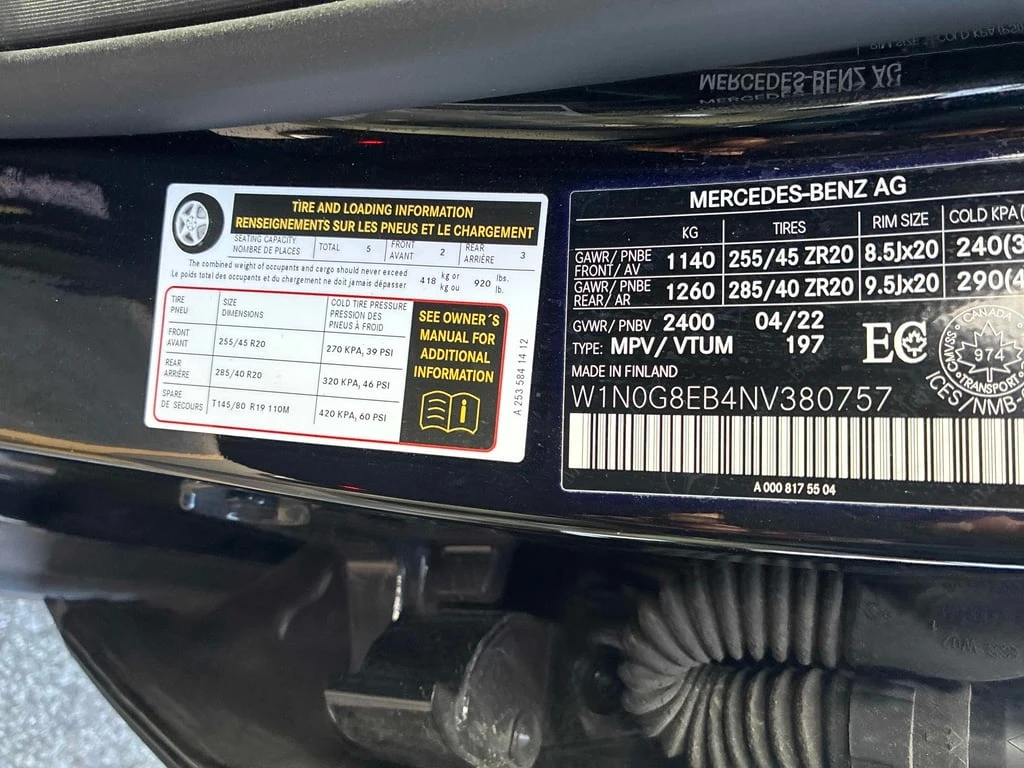 TIRE AND LOADING INFORMATION
RENSEIGNEMENTS SUR LES PNEUS ET LE CHARGEMENT
SEATING CAPACITY
NOMBRE DE PLACES
TOTAL 5
FRONT
AVANT
2
REAR
ARRIÈRE
3
The combined weight of occupants and cargo should never exceed
Le poids total des occupants et du chargement ne doit jamais dépasser
418 kg or
kg ou
920 lbs.
lb.
TIRE
PNEU
SIZE
DIMENSIONS
COLD TIRE PRESSURE
PRESSION DES
PNEUS À FROID
FRONT
AVANT
255/45 R20
270 KPA, 39 PSI
REAR
ARRIÈRE
285/40 R20
320 KPA, 46 PSI
SPARE
DE SECOURS
T145/80 R19 110M
420 KPA, 60 PSI
SEE OWNER´S
MANUAL FOR
ADDITIONAL
INFORMATION
A 253 584 14 12
MERCEDES-BENZ AG
KG TIRES RIM SIZE COLD KPA(
GAWR/ PNBE
FRONT/ AV
1140 255/45 ZR20 8.5Jx20 240(3
GAWR/ PNBE
REAR/ AR
1260 285/40 ZR20 9.5Jx20 290(4
GVWR/ PNBV 2400 04/22
TYPE: MPV/ VTUM 197
MADE IN FINLAND
W1N0G8EB4NV380757
EC
CANADA
974
TRANSPORT
CMVSS
ICES/NMB-
A 000 817 55 04
MERCEDES-BENZ AG